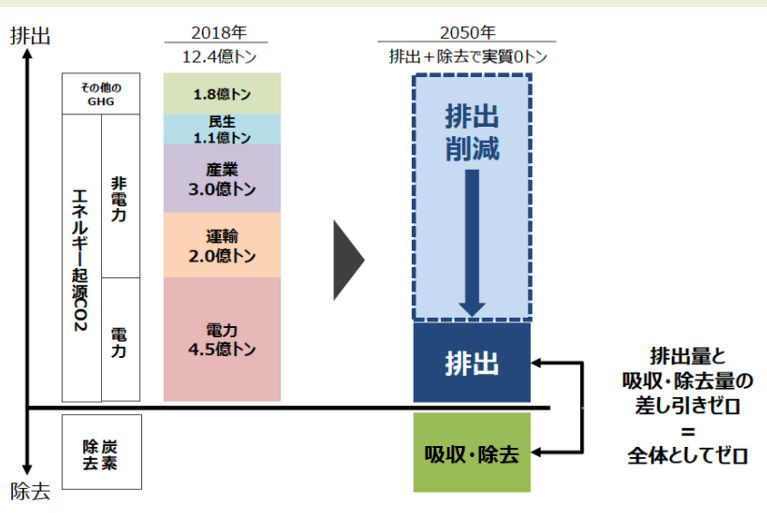 排出
2018年
12.4億トン
2050年
排出＋除去で実質0トン
その他の
GHG
1.8億トン
民生
1.1億トン
産業
3.0億トン
運輸
2.0億トン
電力
4.5億トン
エネルギー起源CO2
非電力
電力
排出
削減
排出
吸収・除去
排出量と
吸収・除去量の
差し引きゼロ
=
全体としてゼロ
炭素
除去
除去